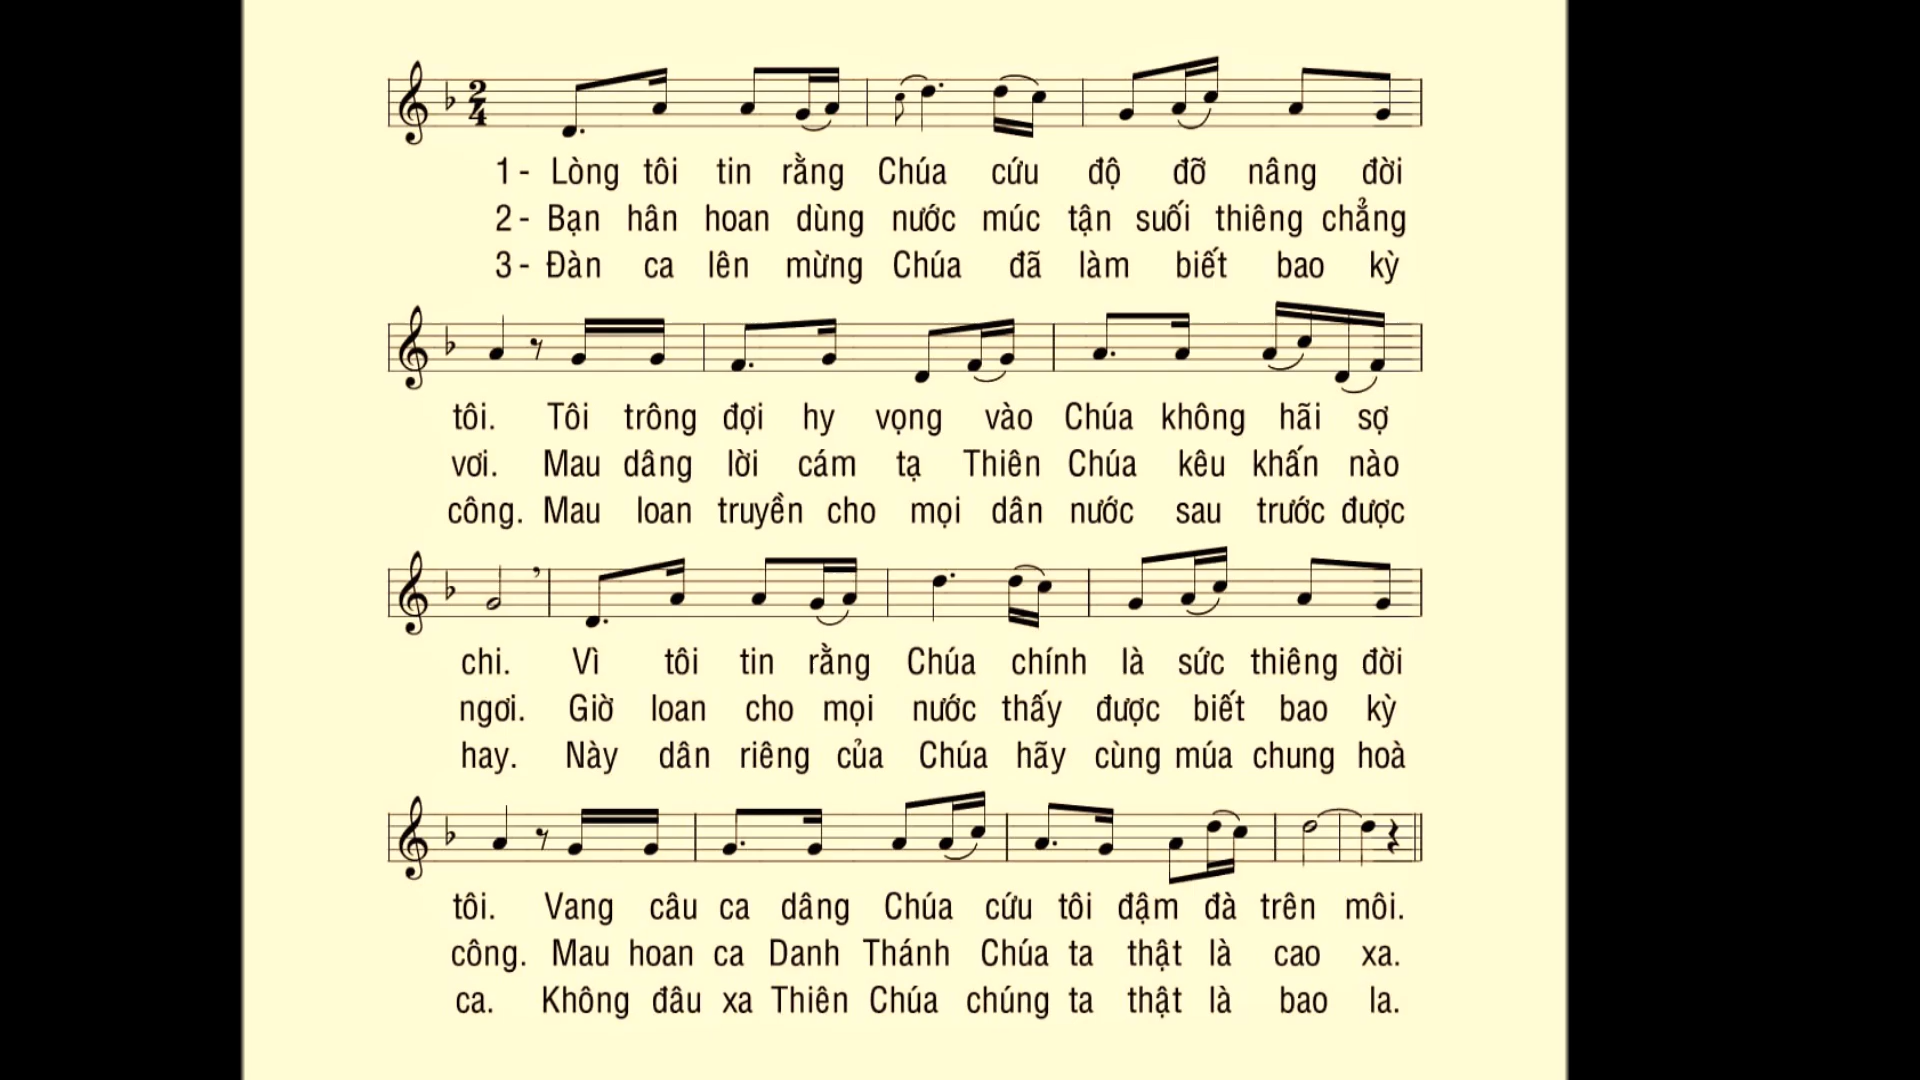 2
4
1- Lòng tôi tin rằng Chúa cứu độ đỡ nâng đời
2- Bạn hân hoan dùng nước múc tận suối thiêng chẳng
3- Đàn ca lên mừng Chúa đã làm biết bao kỳ
tôi. Tôi trông đợi hy vọng vào Chúa không hãi sợ
vơi. Mau dâng lời cám tạ Thiên Chúa kêu khấn nào
công. Mau loan truyền cho mọi dân nước sau trước được
chi. Vì tôi tin rằng Chúa chính là sức thiêng đời
ngơi. Giờ loan cho mọi nước thấy được biết bao kỳ
hay. Này dân riêng của Chúa hãy cùng múa chung hoà
tôi. Vang câu ca dâng Chúa cứu tôi đậm đà trên môi.
công. Mau hoan ca Danh Thánh Chúa ta thật là cao xa.
ca. Không đâu xa Thiên Chúa chúng ta thật là bao la.